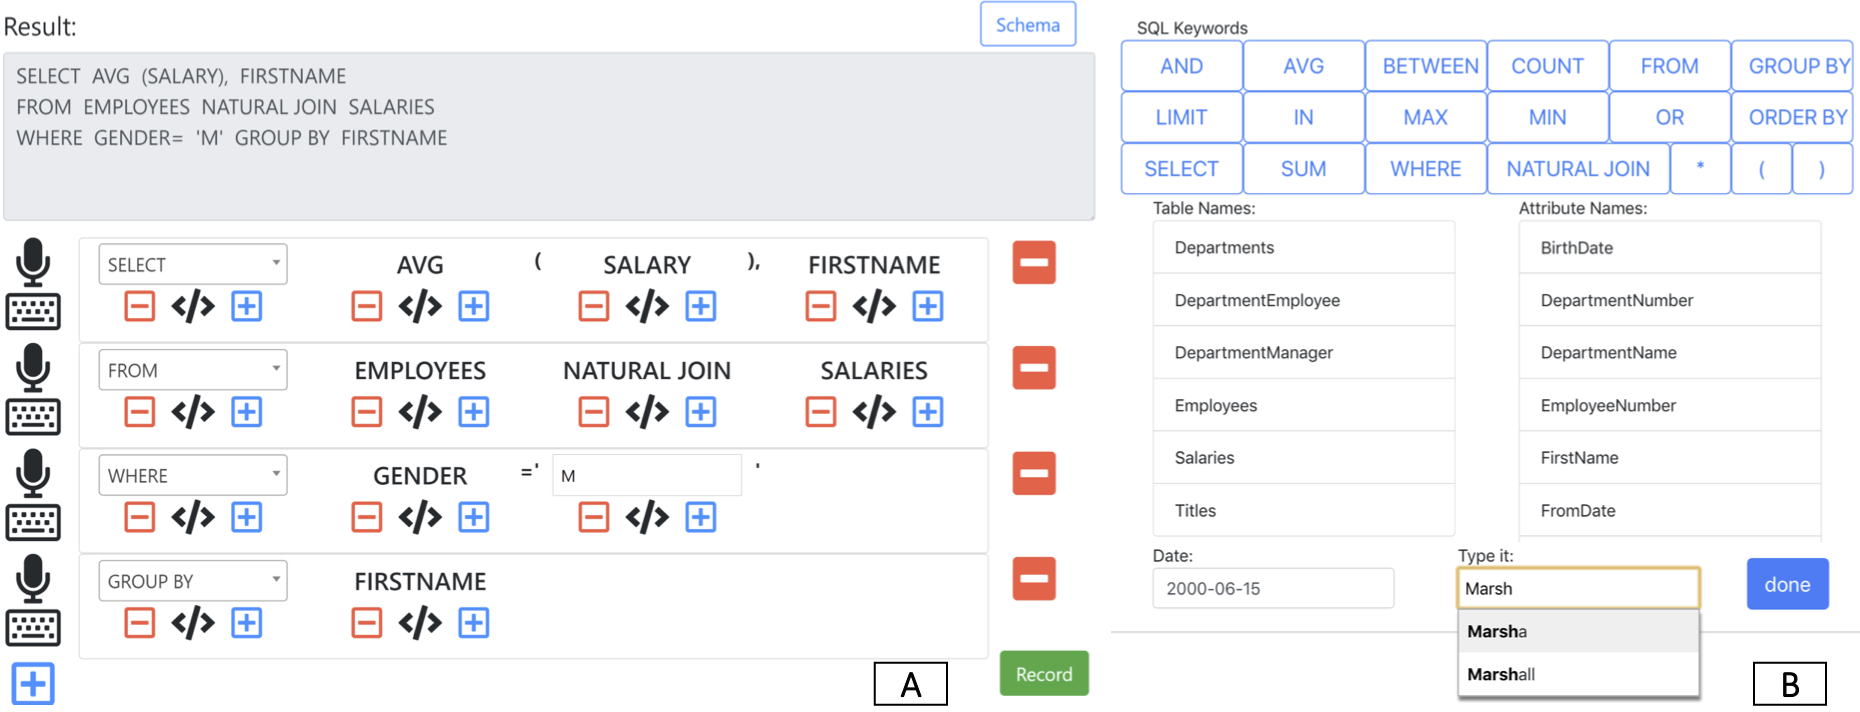 Result:
Schema
SELECT AVG (SALARY), FIRSTNAME
FROM EMPLOYEES NATURAL JOIN SALARIES
WHERE GENDER= 'M' GROUP BY FIRSTNAME
SELECT AVG ( SALARY ), FIRSTNAME
</>  </>  </>  </>
FROM EMPLOYEES NATURAL JOIN SALARIES
</>  </>  </>  </>
WHERE GENDER =' M '
</>  </>  </>
GROUP BY FIRSTNAME
</>  </>
A
Record
SQL Keywords
AND AVG BETWEEN COUNT FROM GROUP BY
LIMIT IN MAX MIN OR ORDER BY
SELECT SUM WHERE NATURAL JOIN * ( )
Table Names:
Departments
DepartmentEmployee
DepartmentManager
Employees
Salaries
Titles
Attribute Names:
BirthDate
DepartmentNumber
DepartmentName
EmployeeNumber
FirstName
FromDate
Date:
2000-06-15
Type it:
Marsh
Marsha
Marshall
done
B